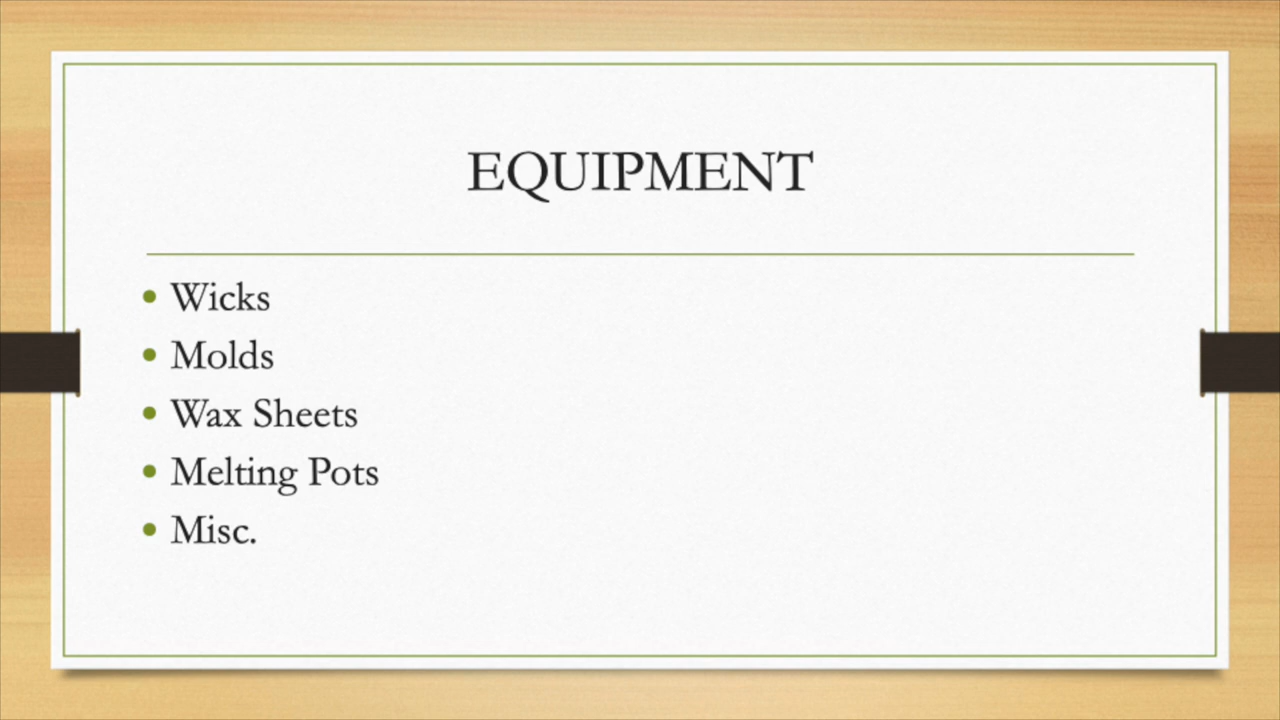 EQUIPMENT
• Wicks
• Molds
• Wax Sheets
• Melting Pots
• Misc.